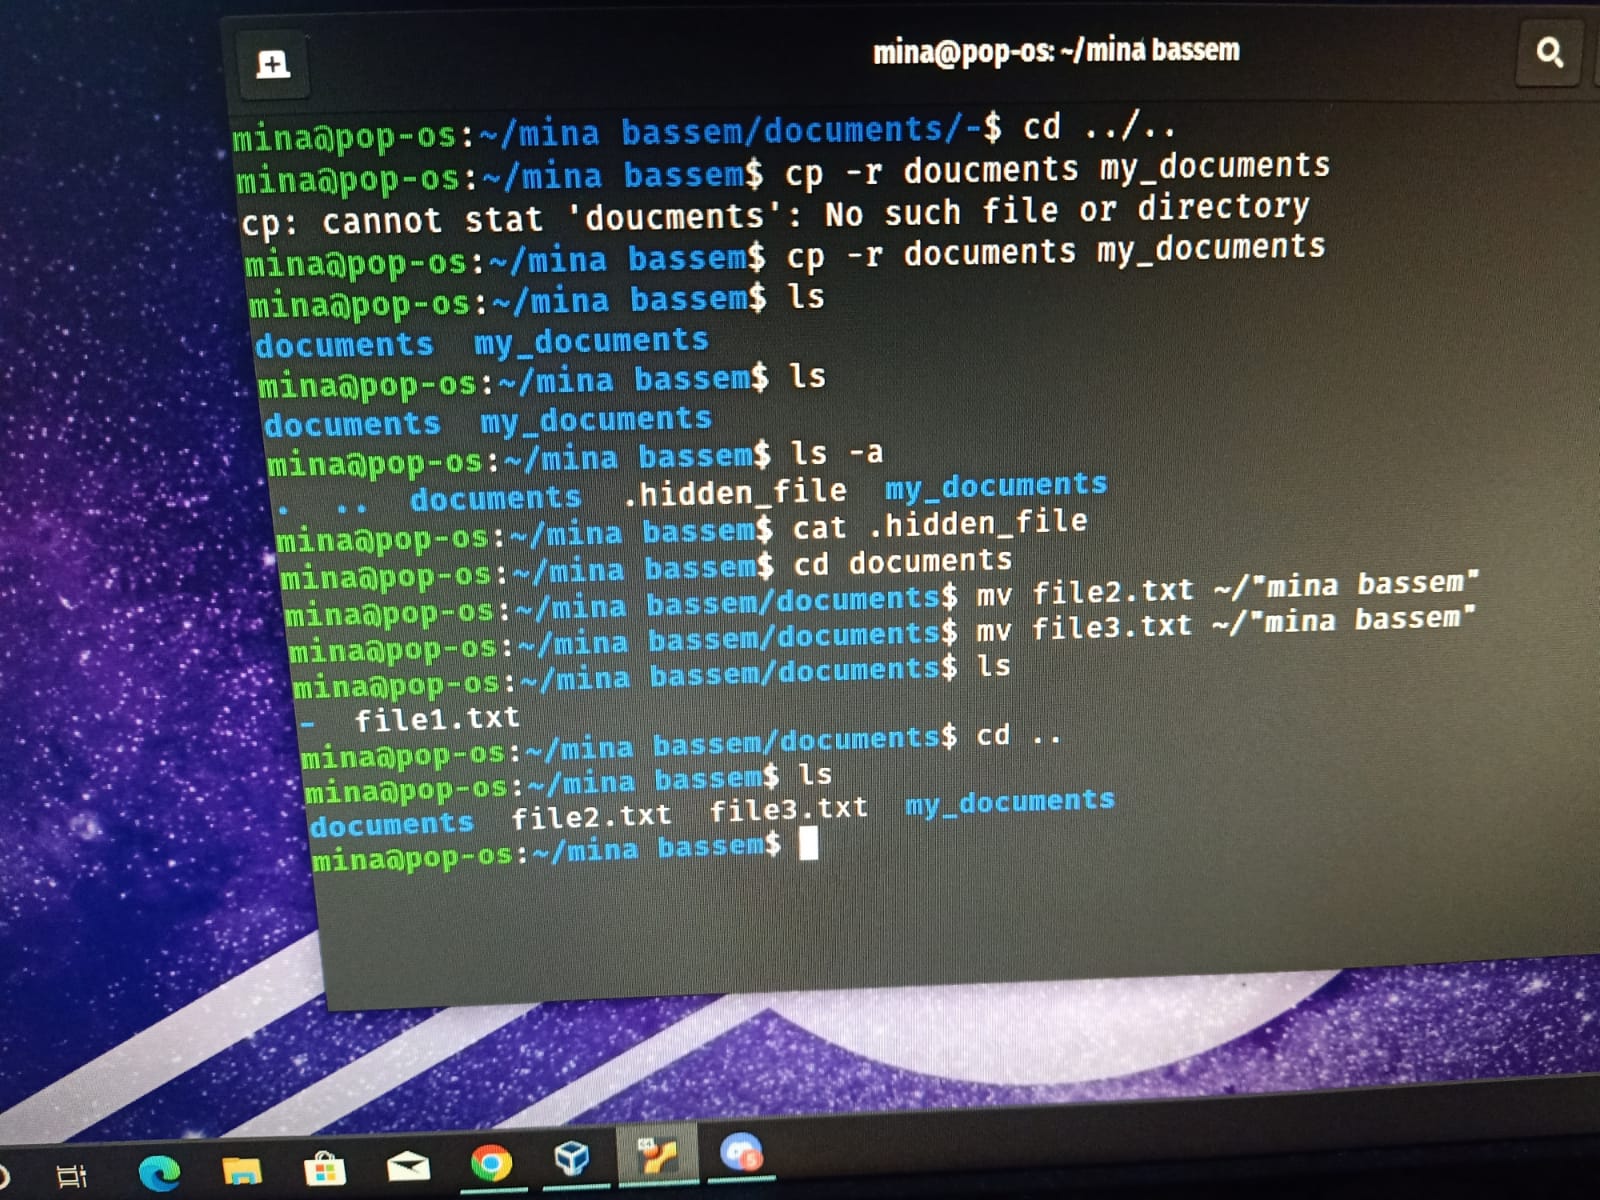 mina@pop-os: ~/mina bassem
mina@pop-os:~/mina bassem/documents/-$ cd ../..
mina@pop-os:~/mina bassem$ cp -r doucments my_documents
cp: cannot stat 'doucments': No such file or directory
mina@pop-os:~/mina bassem$ cp -r documents my_documents
mina@pop-os:~/mina bassem$ ls
documents my_documents
mina@pop-os:~/mina bassem$ ls
documents my_documents
mina@pop-os:~/mina bassem$ ls -a
. .. documents .hidden_file my_documents
mina@pop-os:~/mina bassem$ cat .hidden_file
mina@pop-os:~/mina bassem$ cd documents
mina@pop-os:~/mina bassem/documents$ mv file2.txt ~/"mina bassem"
mina@pop-os:~/mina bassem/documents$ mv file3.txt ~/"mina bassem"
mina@pop-os:~/mina bassem/documents$ ls
- file1.txt
mina@pop-os:~/mina bassem/documents$ cd ..
mina@pop-os:~/mina bassem$ ls
documents file2.txt file3.txt my_documents
mina@pop-os:~/mina bassem$
64 5